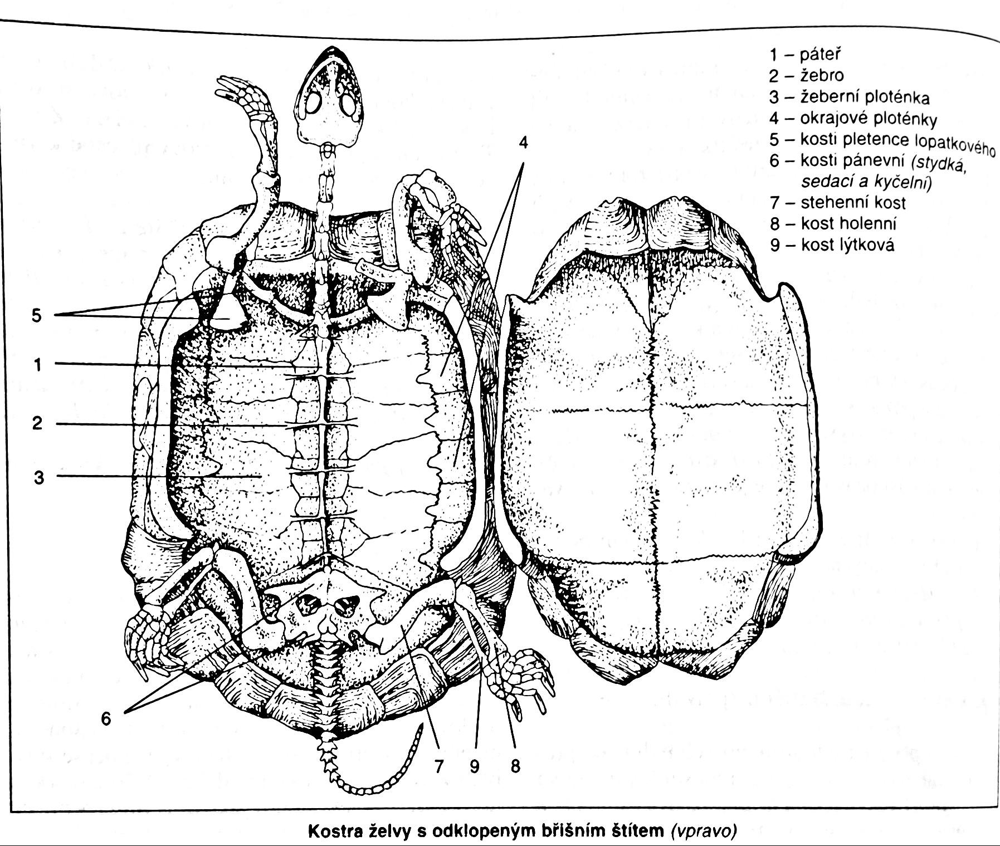 1 – páteř
2 – žebro
3 – žeberní ploténka
4 – okrajové ploténky
5 – kosti pletence lopatkového
6 – kosti pánevní (stydká,
sedací a kyčelní)
7 – stehenní kost
8 – kost holenní
9 – kost lýtková
4
5
1
2
3
6
7
9
8
Kostra želvy s odklopeným břišním štítem (vpravo)